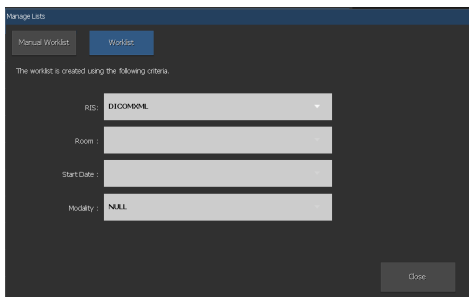 Manage Lists
Manual Worklist
Worklist
The worklist is created using the following criteria.
RIS: DICOMXML
Room :
Start Date :
Modality : NULL
Close